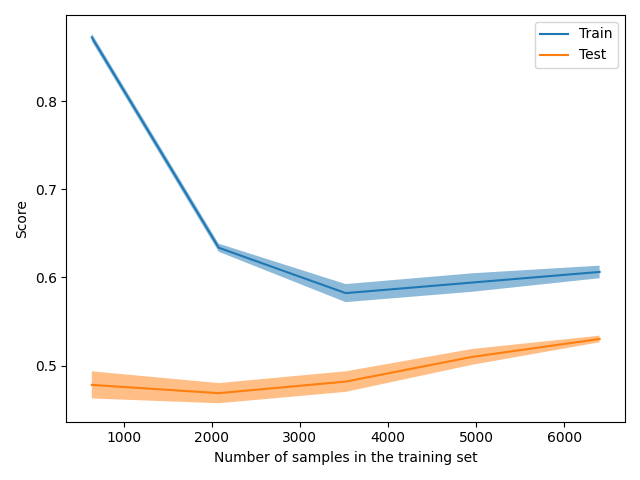 Train
Test
0.8
0.7
0.6
0.5
Score
1000 2000 3000 4000 5000 6000
Number of samples in the training set